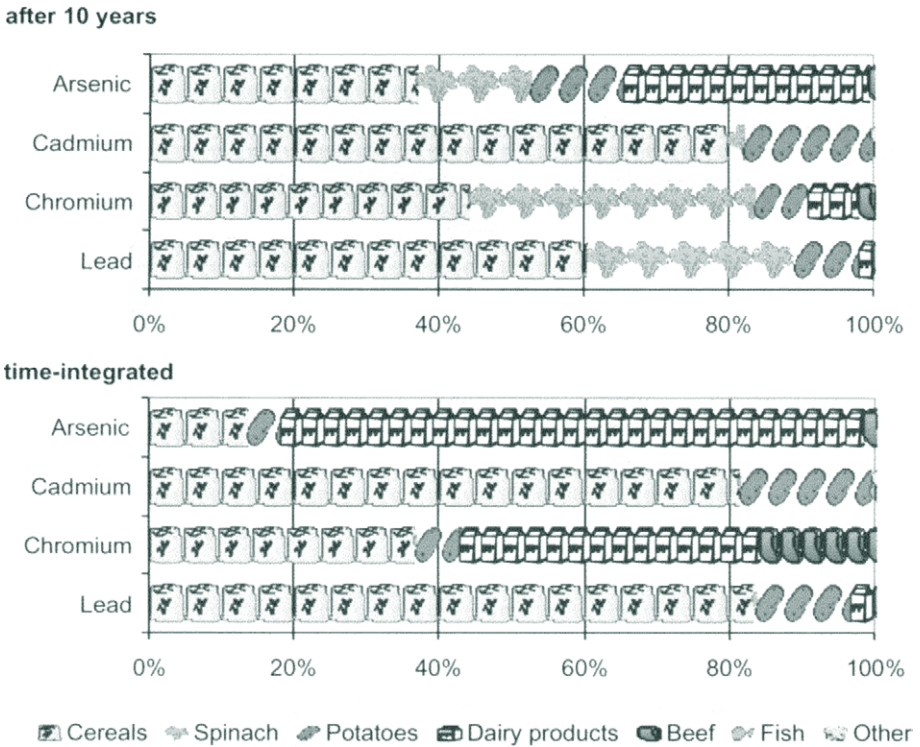 after 10 years
Arsenic
Cadmium
Chromium
Lead
0% 20% 40% 60% 80% 100%
time-integrated
Arsenic
Cadmium
Chromium
Lead
0% 20% 40% 60% 80% 100%
Cereals Spinach Potatoes Dairy products Beef Fish Other